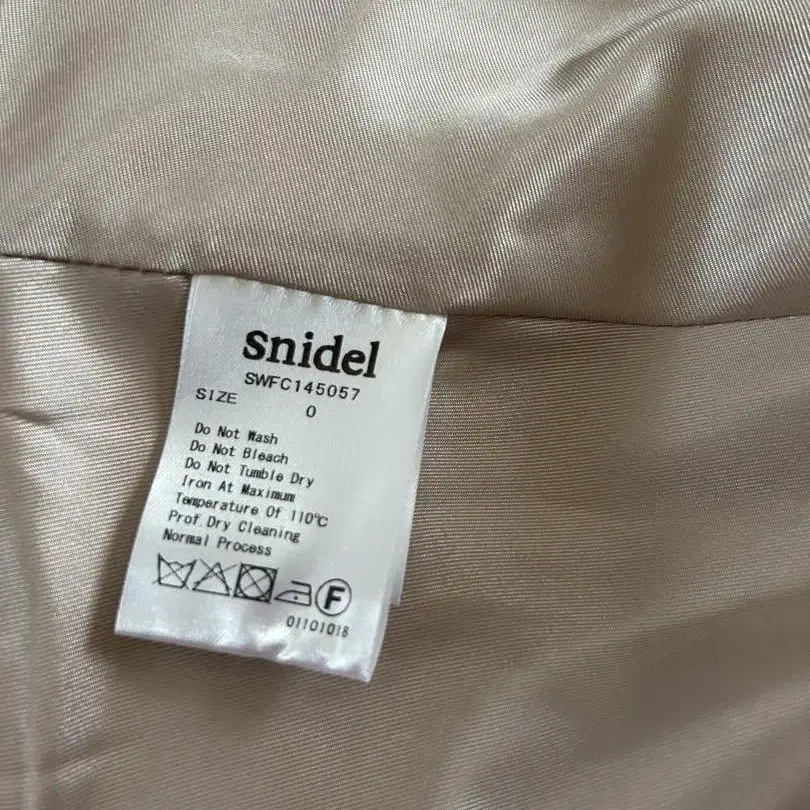 Snidel
SWFC145057
SIZE 0
Do Not Wash
Do Not Bleach
Do Not Tumble Dry
Iron At Maximum
Temperature Of 110℃
Prof.Dry Cleaning
Normal Process
F
01101018